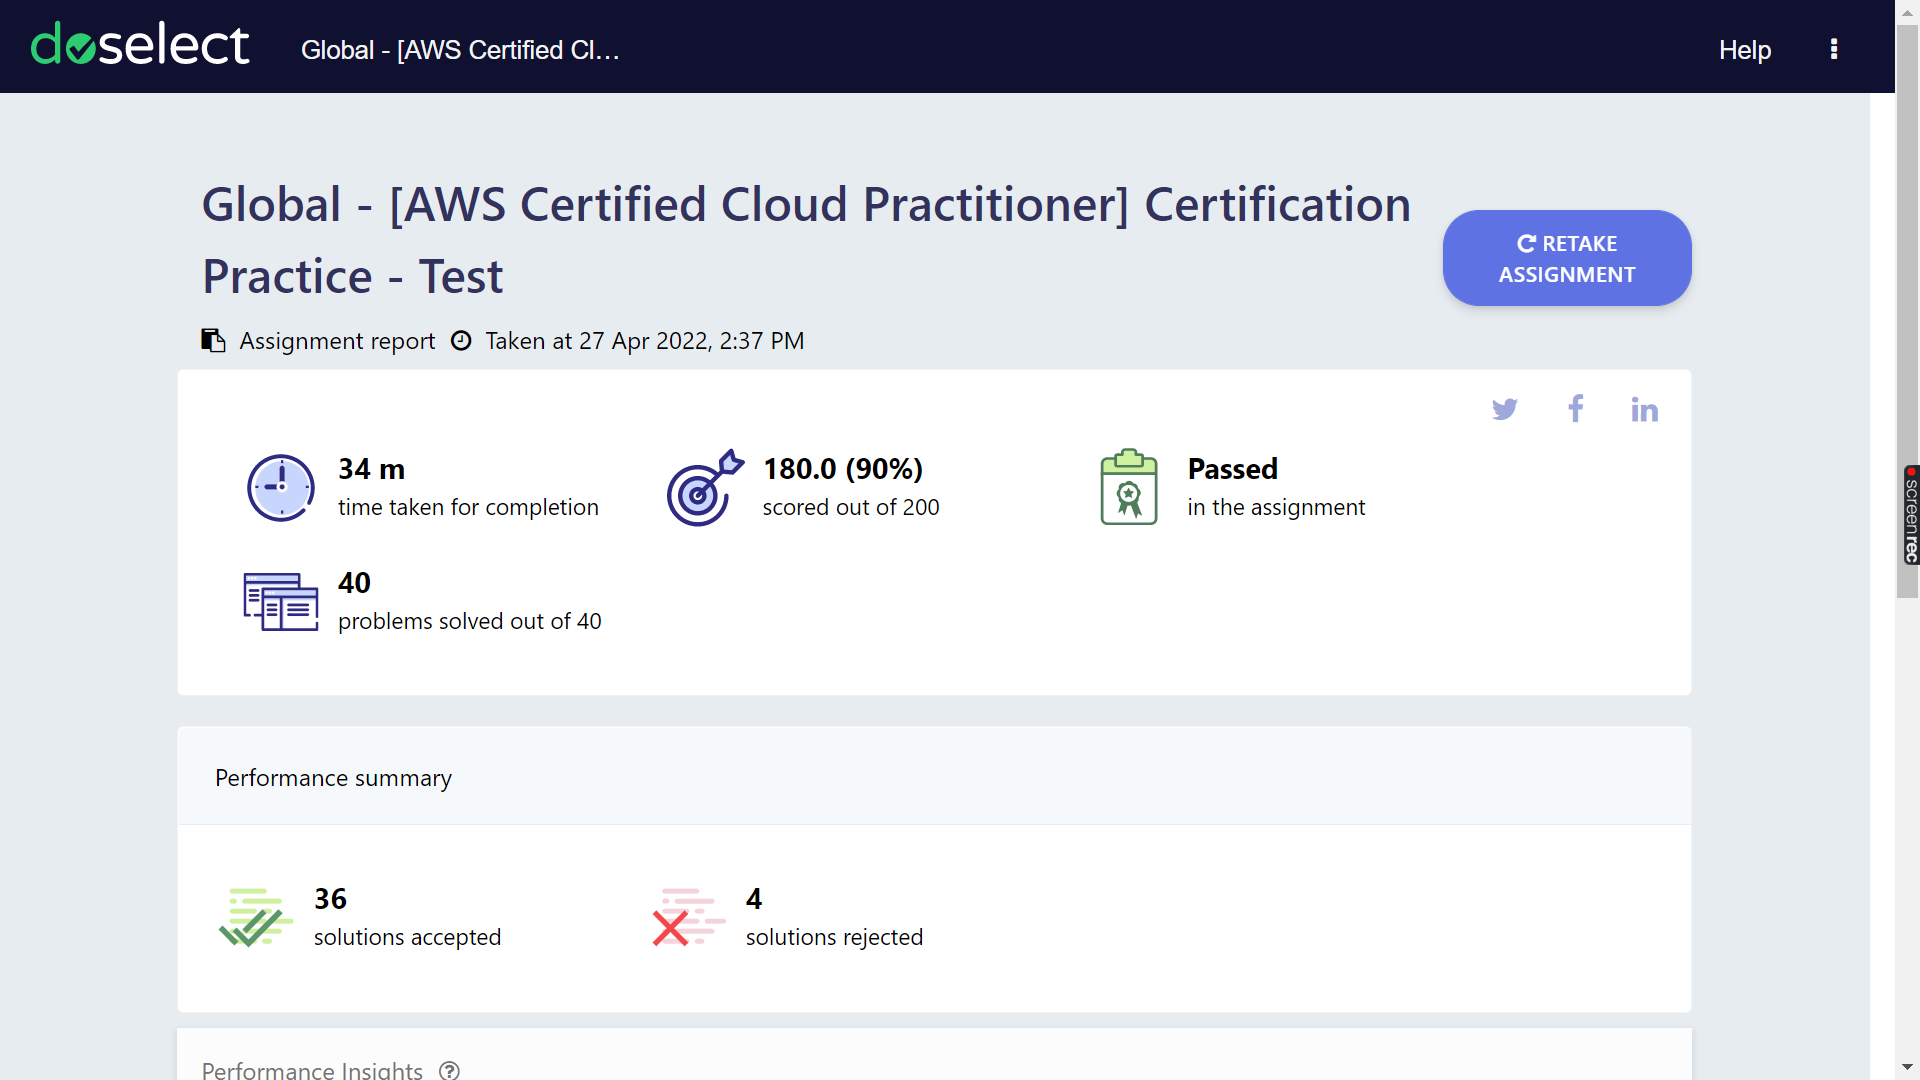 doselect
Global - [AWS Certified Cl...
Help
Global - [AWS Certified Cloud Practitioner] Certification
Practice - Test
RETAKE
ASSIGNMENT
Assignment report Taken at 27 Apr 2022, 2:37 PM
34 m
time taken for completion
180.0 (90%)
scored out of 200
Passed
in the assignment
40
problems solved out of 40
screenrec
Performance summary
36
solutions accepted
4
solutions rejected
Performance Insights